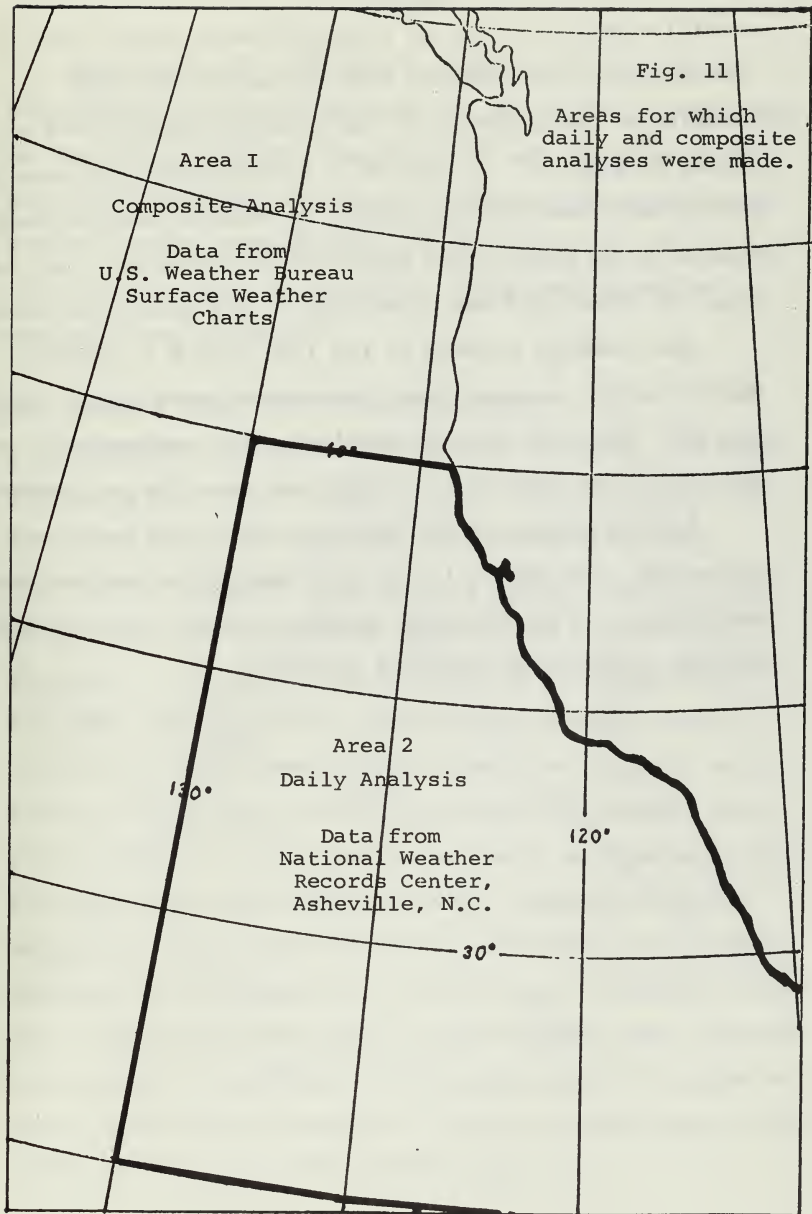 Fig. 11
Areas for which
daily and composite
analyses were made.
Area I
Composite Analysis
Data from
U.S. Weather Bureau
Surface Weather
Charts
40°
Area 2
Daily Analysis
130°
Data from
National Weather
Records Center,
Asheville, N.C.
120°
30°